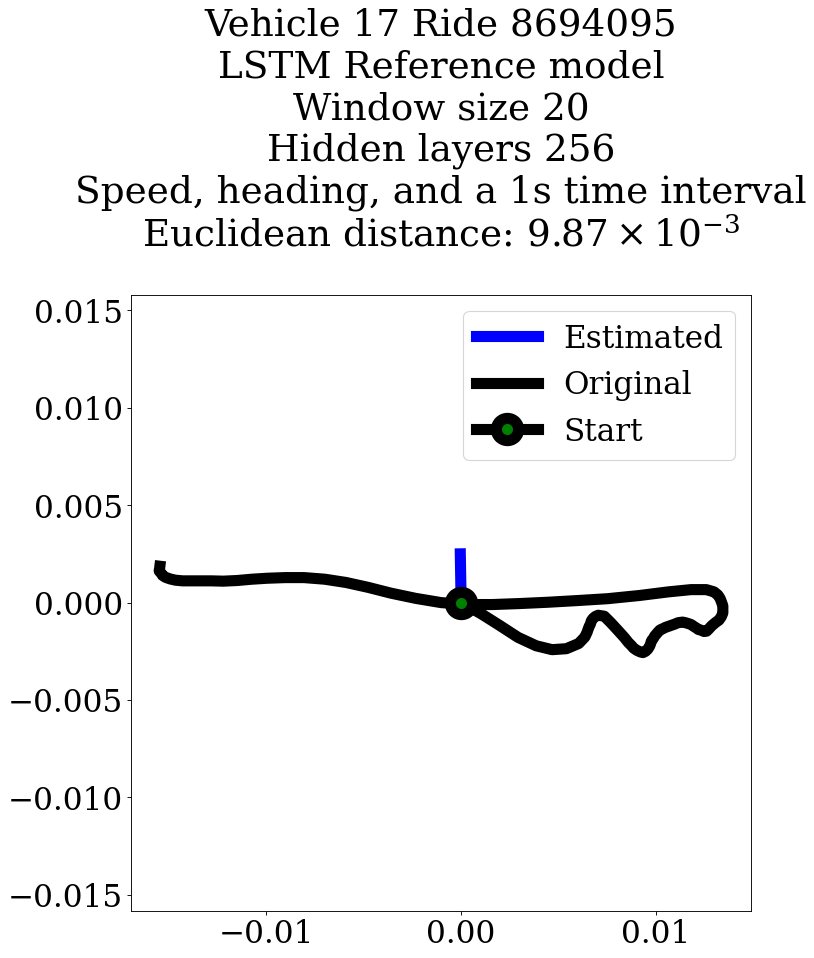 Vehicle 17 Ride 8694095
LSTM Reference model
Window size 20
Hidden layers 256
Speed, heading, and a 1s time interval
Euclidean distance: 9.87 × 10⁻³
0.015
0.010
0.005
0.000
−0.005
−0.010
−0.015
Estimated
Original
Start
−0.01
0.00
0.01